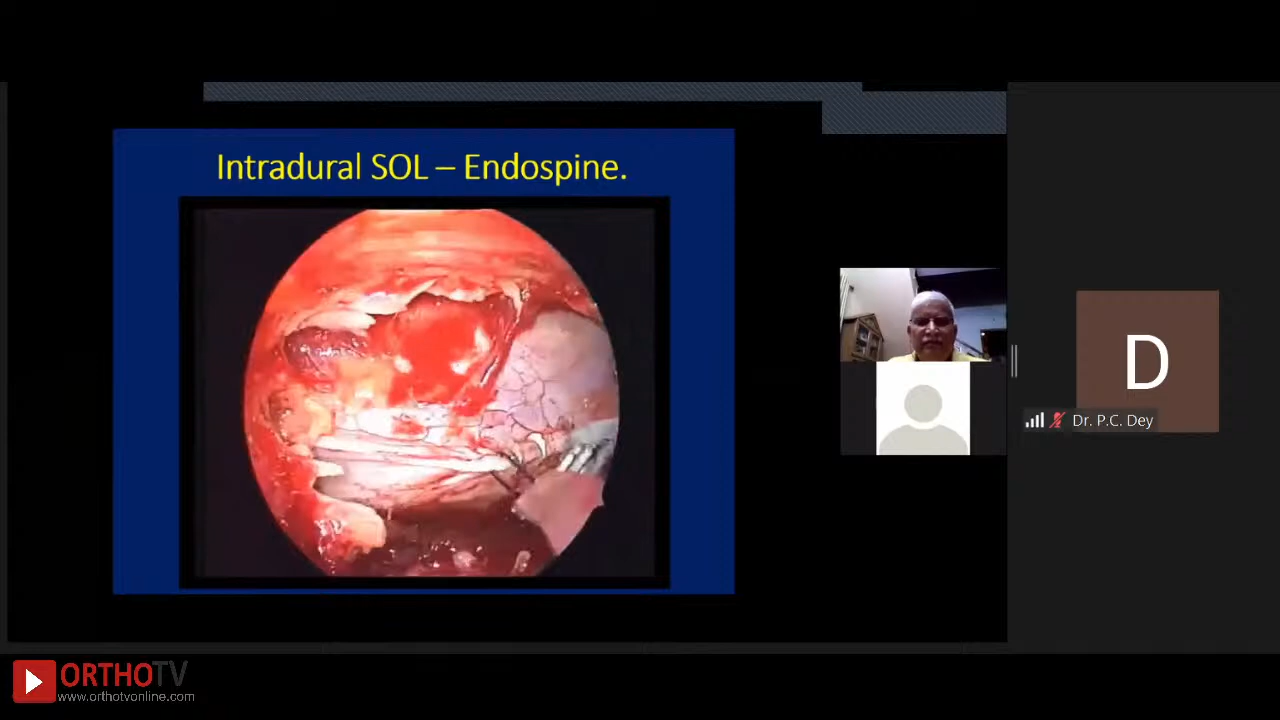 Intradural SOL – Endospine.
D
Dr. P.C. Dey
ORTHOTV
www.orthotvonline.com